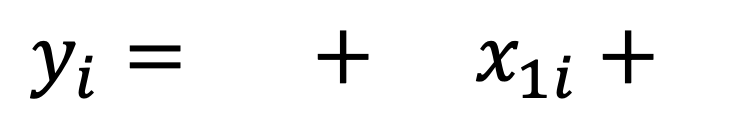 yᵢ = + x₁ᵢ +